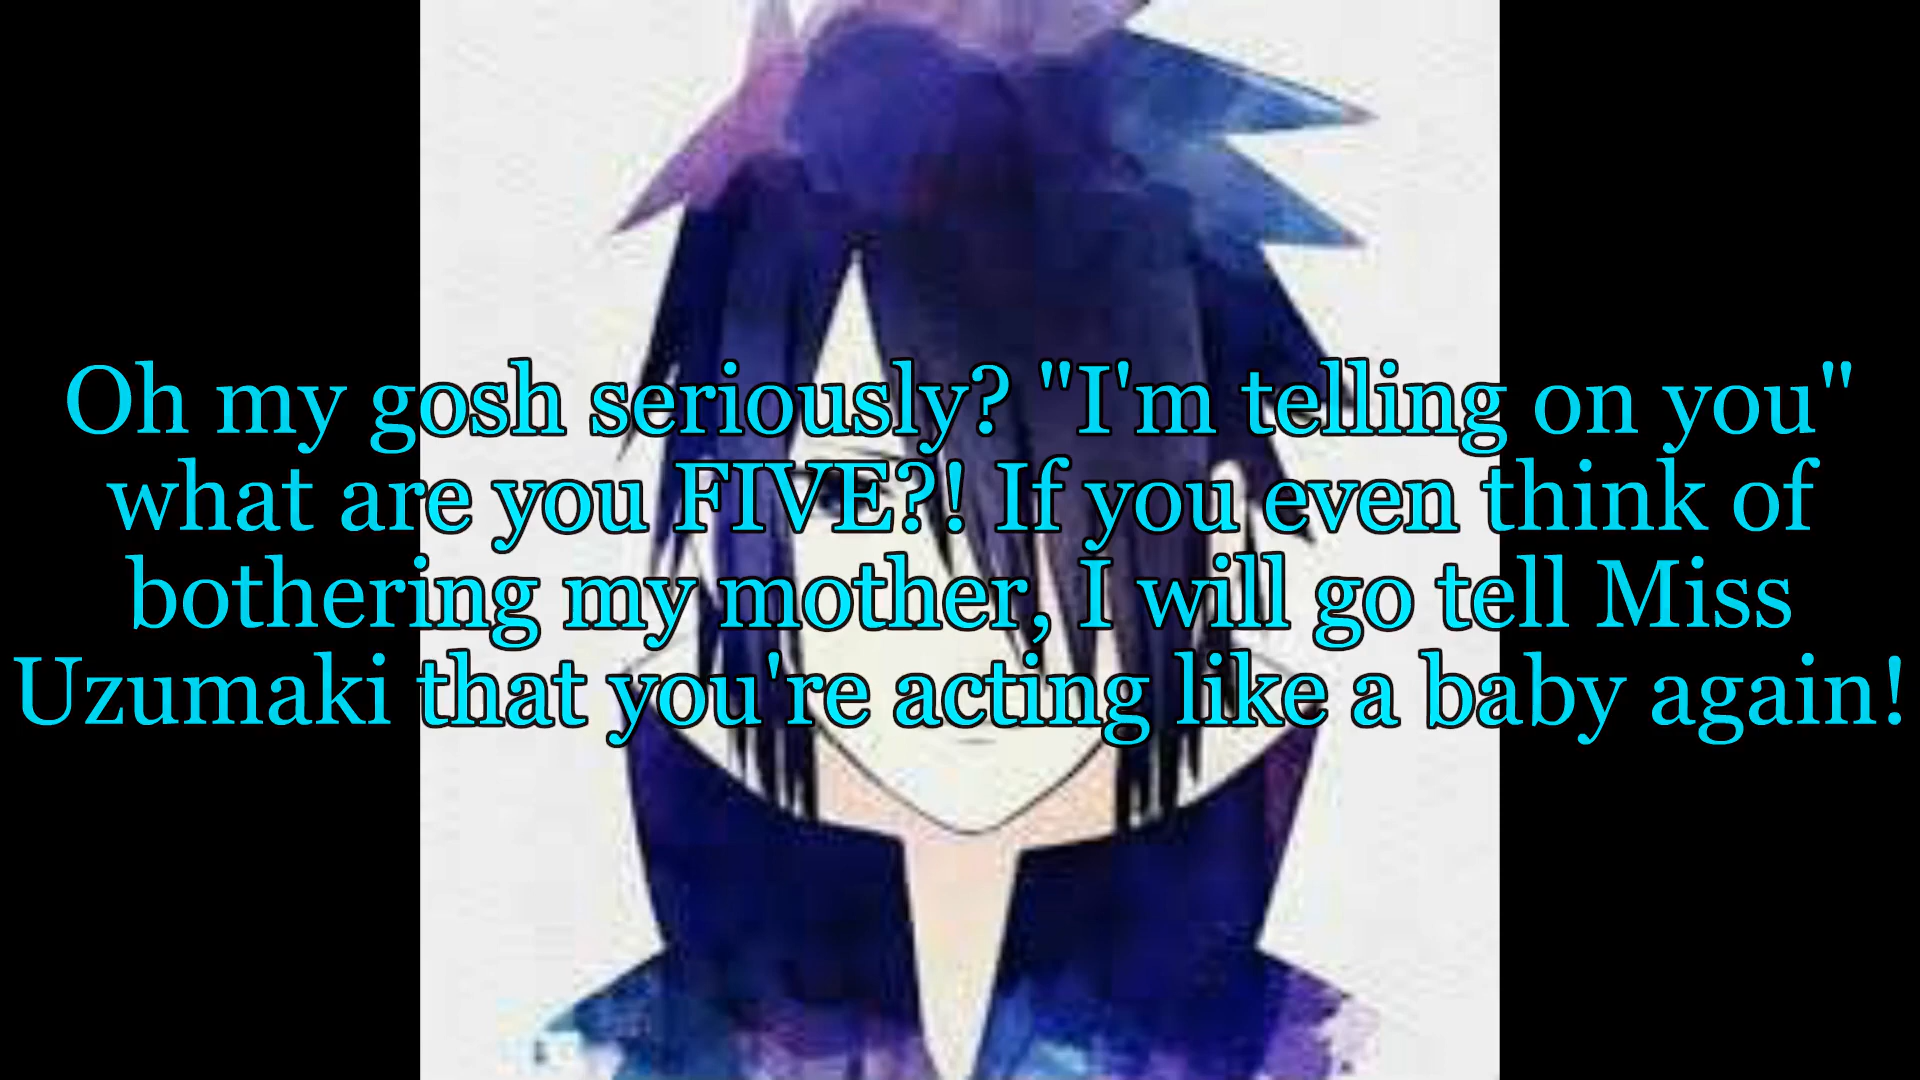 Oh my gosh seriously? "I'm telling on you"
what are you FIVE?! If you even think of
bothering my mother, I will go tell Miss
Uzumaki that you're acting like a baby again!